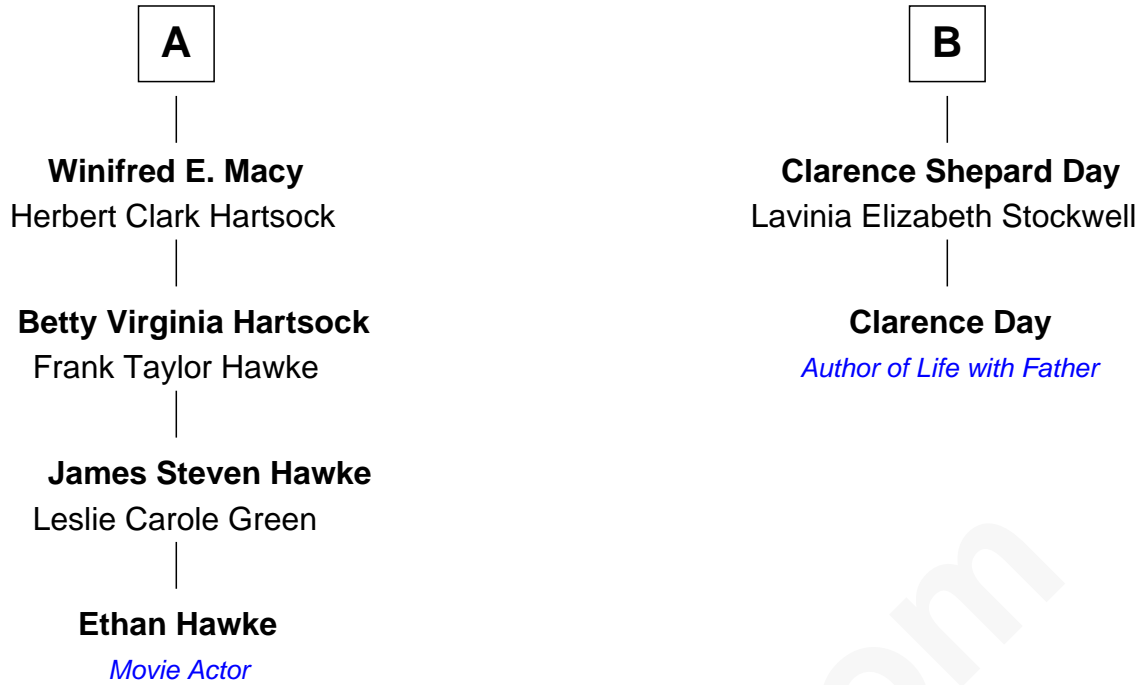 A
Winifred E. Macy
Herbert Clark Hartsock
Betty Virginia Hartsock
Frank Taylor Hawke
James Steven Hawke
Leslie Carole Green
Ethan Hawke
Movie Actor
B
Clarence Shepard Day
Lavinia Elizabeth Stockwell
Clarence Day
Author of Life with Father
om